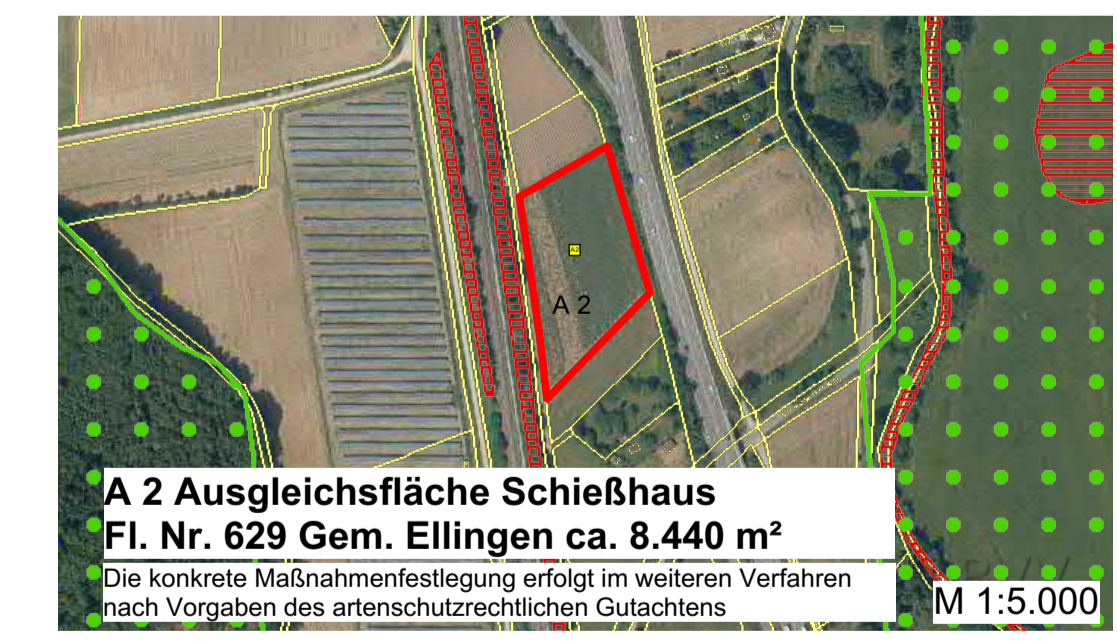 A 2
A 2
A 2 Ausgleichsfläche Schießhaus
Fl. Nr. 629 Gem. Ellingen ca. 8.440 m²
Die konkrete Maßnahmenfestlegung erfolgt im weiteren Verfahren
nach Vorgaben des artenschutzrechtlichen Gutachtens
M 1:5.000